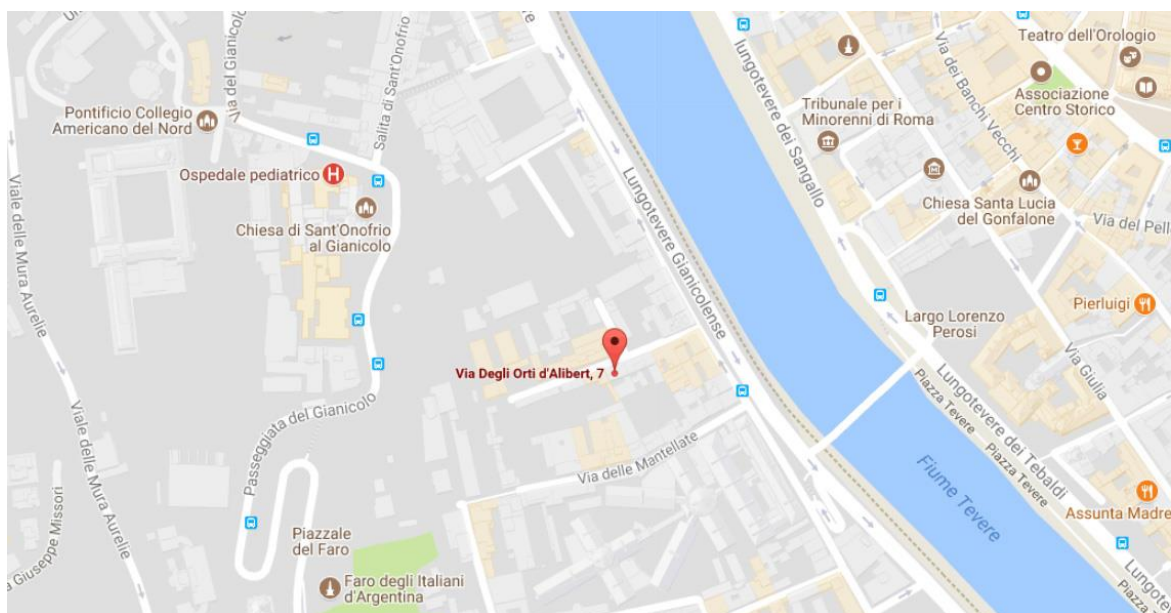 Via del Gianicolo
Salita di Sant'Onofrio
Pontificio Collegio
Americano del Nord
Ospedale pediatrico
H
Chiesa di Sant'Onofrio
al Gianicolo
Viale delle Mura Aurelie
Viale delle Mura Aurelie
Passeggiata del Gianicolo
Piazzale
del Faro
Faro degli Italiani
d'Argentina
a Giuseppe Missori
Via Degli Orti d'Alibert, 7
Via delle Mantellate
Lungotevere Gianicolense
lungotevere dei Sangallo
Tribunale per i
Minorenni di Roma
Via dei Banchi Vecchi
Teatro dell'Orologio
Associazione
Centro Storico
Chiesa Santa Lucia
del Gonfalone
Via del Pella
Pierluigi
Largo Lorenzo
Perosi
Via Giulia
Piazza Tevere
Lungotevere dei Tebaldi
Piazza Tevere
Fiume Tevere
Assunta Madre
Lungot
Piazza